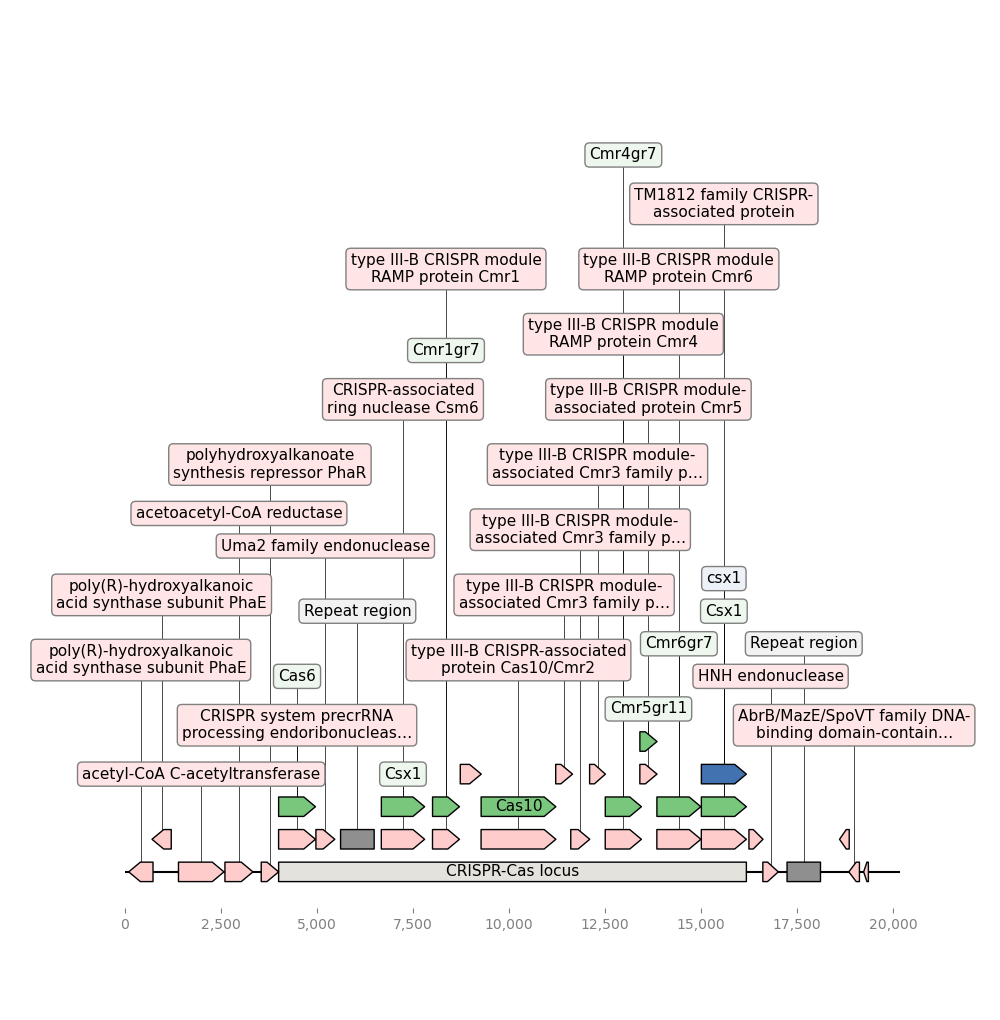 Cmr4gr7
TM1812 family CRISPR-
associated protein
type III-B CRISPR module
RAMP protein Cmr1
type III-B CRISPR module
RAMP protein Cmr6
type III-B CRISPR module
RAMP protein Cmr4
Cmr1gr7
CRISPR-associated
ring nuclease Csm6
type III-B CRISPR module-
associated protein Cmr5
polyhydroxyalkanoate
synthesis repressor PhaR
type III-B CRISPR module-
associated Cmr3 family p…
acetoacetyl-CoA reductase
type III-B CRISPR module-
associated Cmr3 family p…
Uma2 family endonuclease
poly(R)-hydroxyalkanoic
acid synthase subunit PhaE
type III-B CRISPR module-
associated Cmr3 family p…
csx1
Repeat region
Csx1
poly(R)-hydroxyalkanoic
acid synthase subunit PhaE
type III-B CRISPR-associated
protein Cas10/Cmr2
Cmr6gr7
Repeat region
Cas6
HNH endonuclease
Cmr5gr11
CRISPR system precrRNA
processing endoribonucleas…
AbrB/MazE/SpoVT family DNA-
binding domain-contain…
acetyl-CoA C-acetyltransferase
Csx1
Cas10
CRISPR-Cas locus
0
2,500
5,000
7,500
10,000
12,500
15,000
17,500
20,000